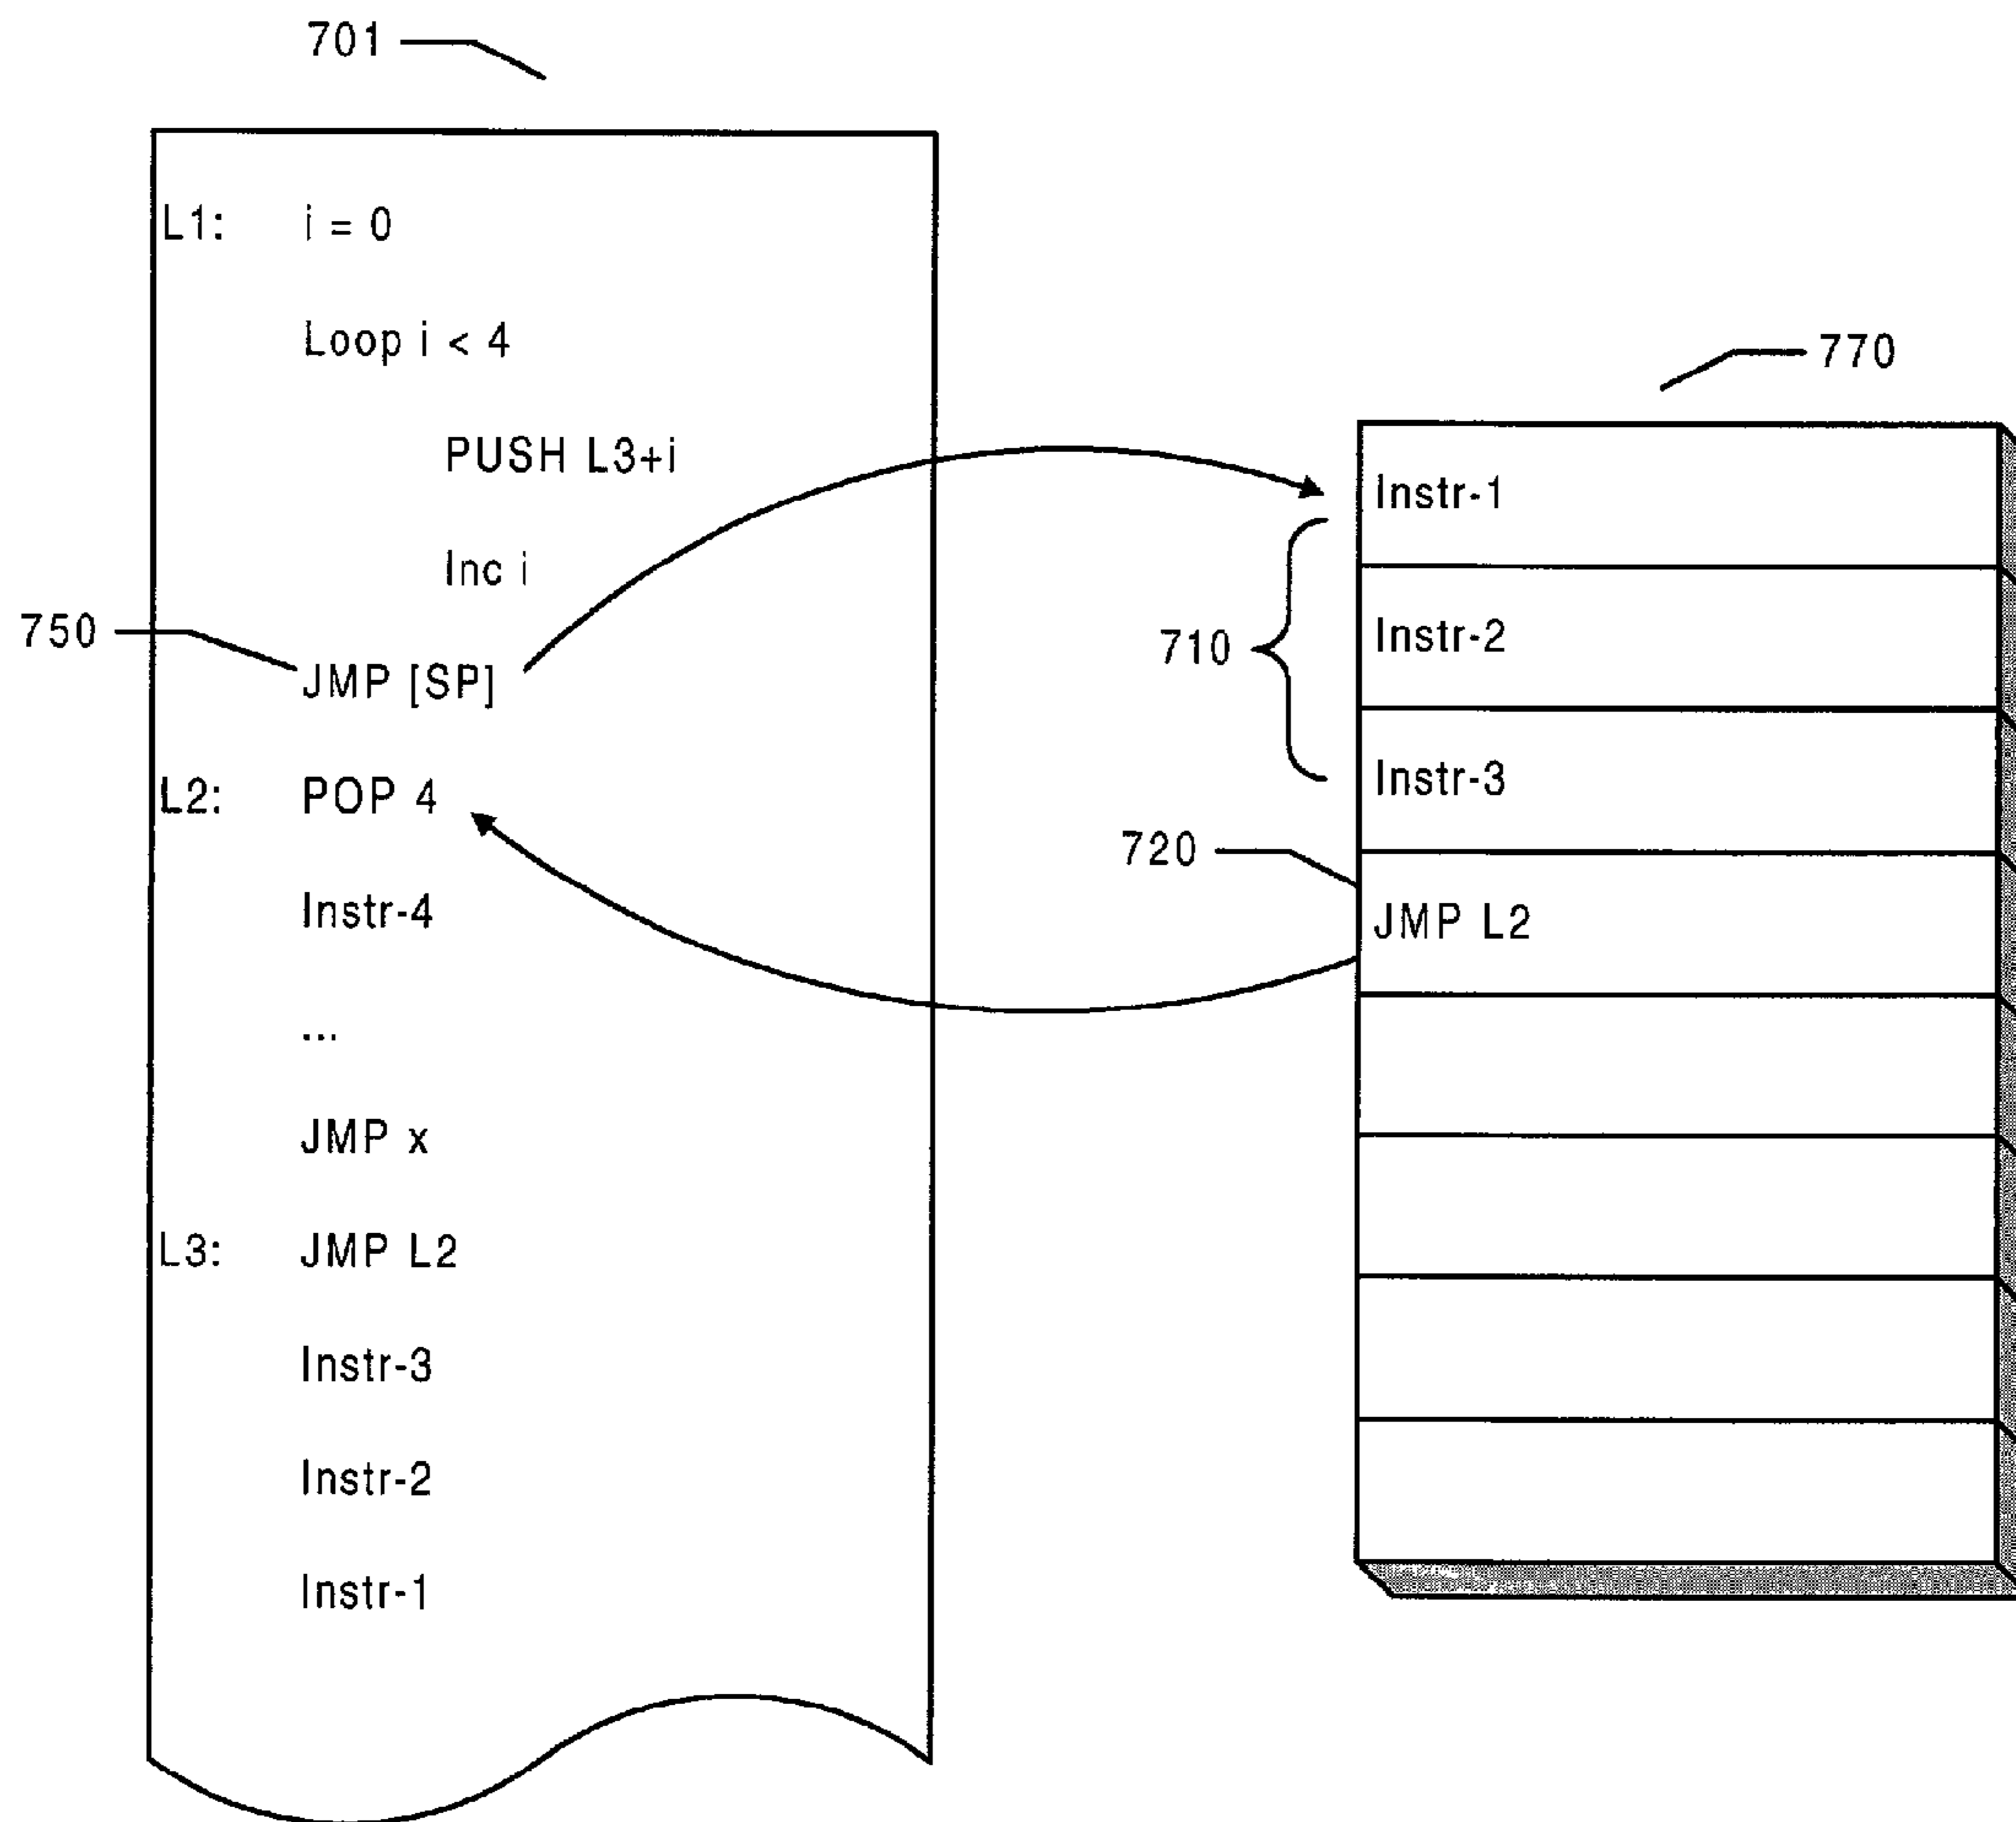 701
L1: i = 0
Loop i < 4
PUSH L3+i
Inc i
750
JMP [SP]
L2: POP 4
Instr-4
...
JMP x
L3: JMP L2
Instr-3
Instr-2
Instr-1
770
Instr-1
710
Instr-2
Instr-3
720
JMP L2